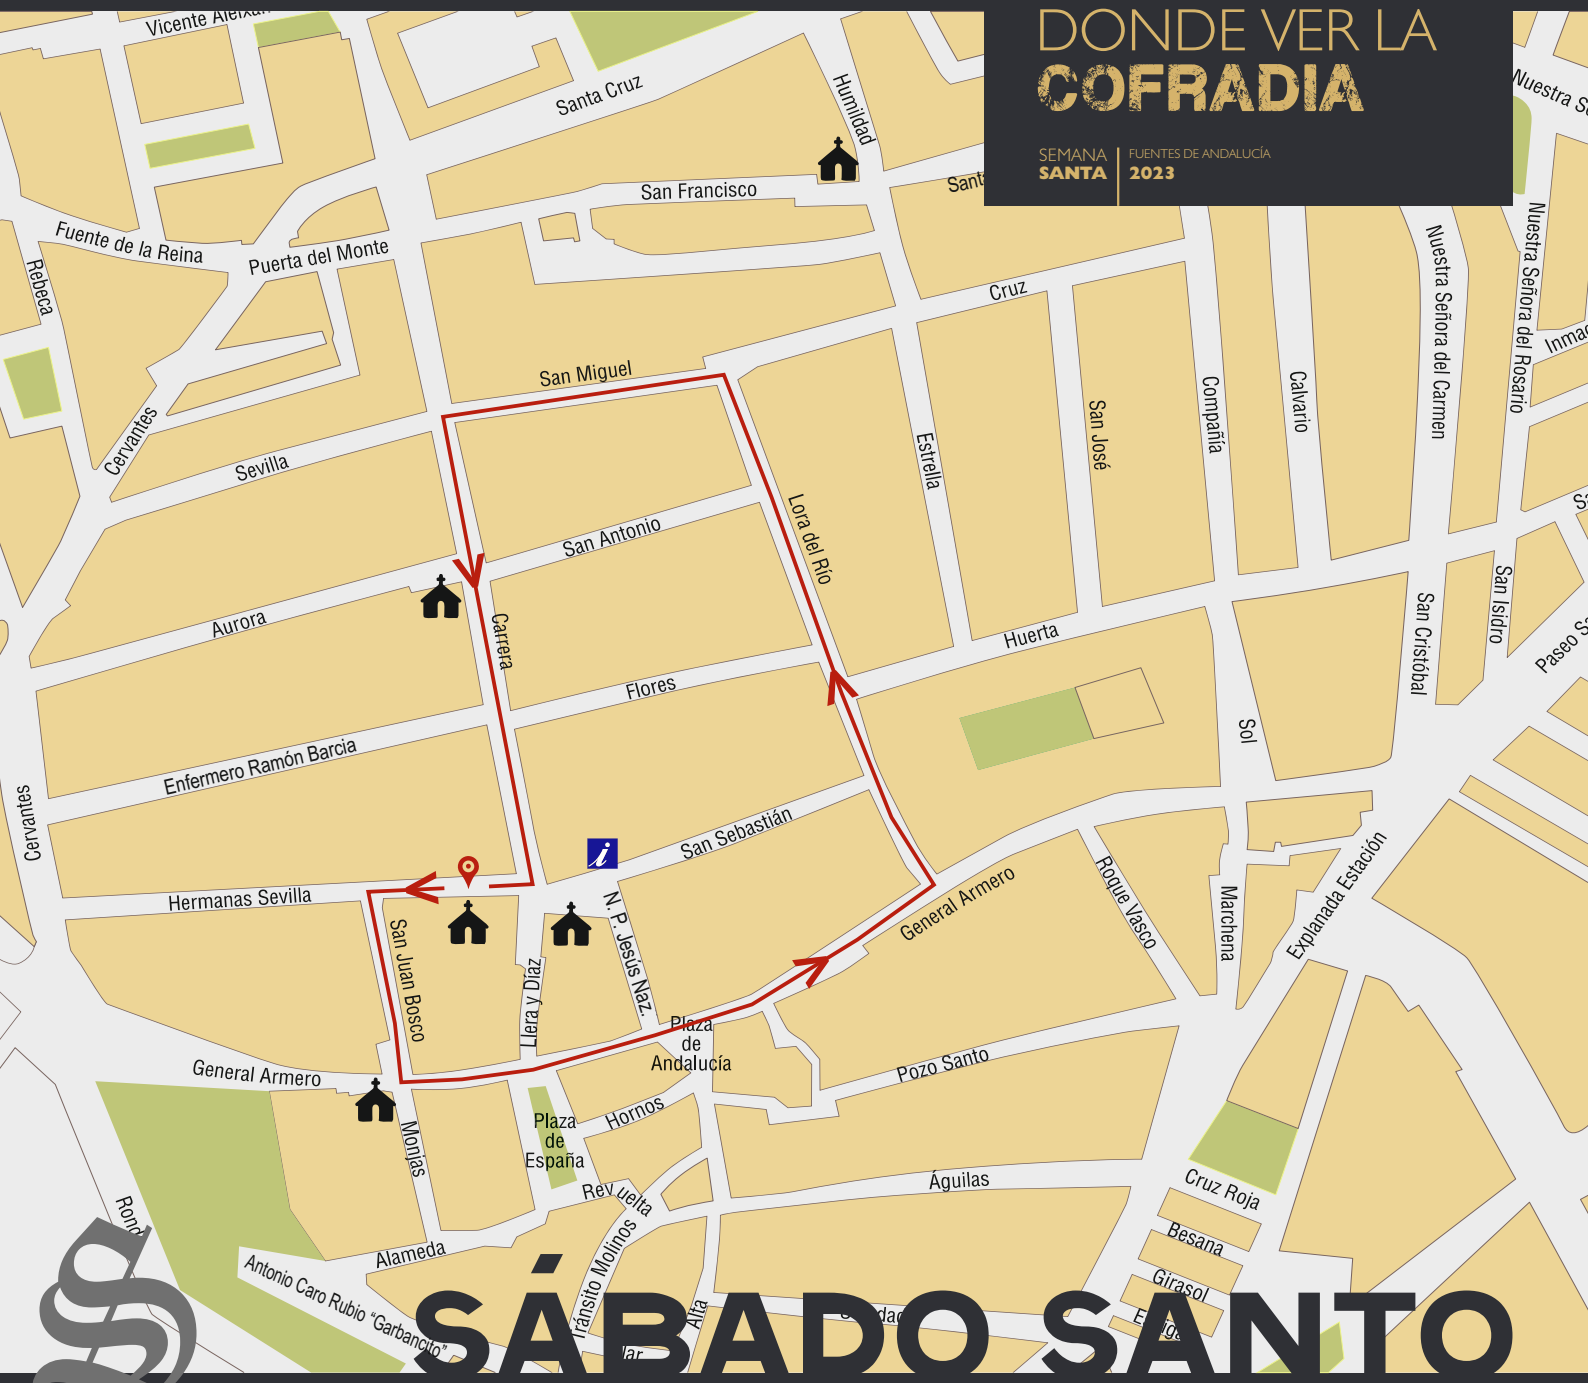 DONDE VER LA
COFRADIA
SEMANA
SANTA
FUENTES DE ANDALUCÍA
2023
Santa Cruz
Humildad
San Francisco
Fuente de la Reina
Puerta del Monte
Rebeca
Cruz
Nuestra Señora del Carmen
Nuestra Señora del Rosario
San Miguel
Cervantes
Sevilla
Compañía
Calvario
San José
Estrella
San Antonio
Lora del Río
Aurora
Carrera
Huerta
San Cristóbal
San Isidro
Flores
Sol
Enfermero Ramón Barcia
Cervantes
San Sebastián
Hermanas Sevilla
i
N. P. Jesús Naz.
General Armero
Roque Vasco
Marchena
Explanada Estación
San Juan Bosco
Llera y Díaz
Plaza
de
Andalucía
General Armero
Pozo Santo
Monjas
Hornos
Plaza
de
España
Águilas
Revuelta
Cruz Roja
Besana
Girasol
Alameda
Tránsito Molinos
Antonio Caro Rubio "Garbancito"
Alta
SÁBADO SANTO